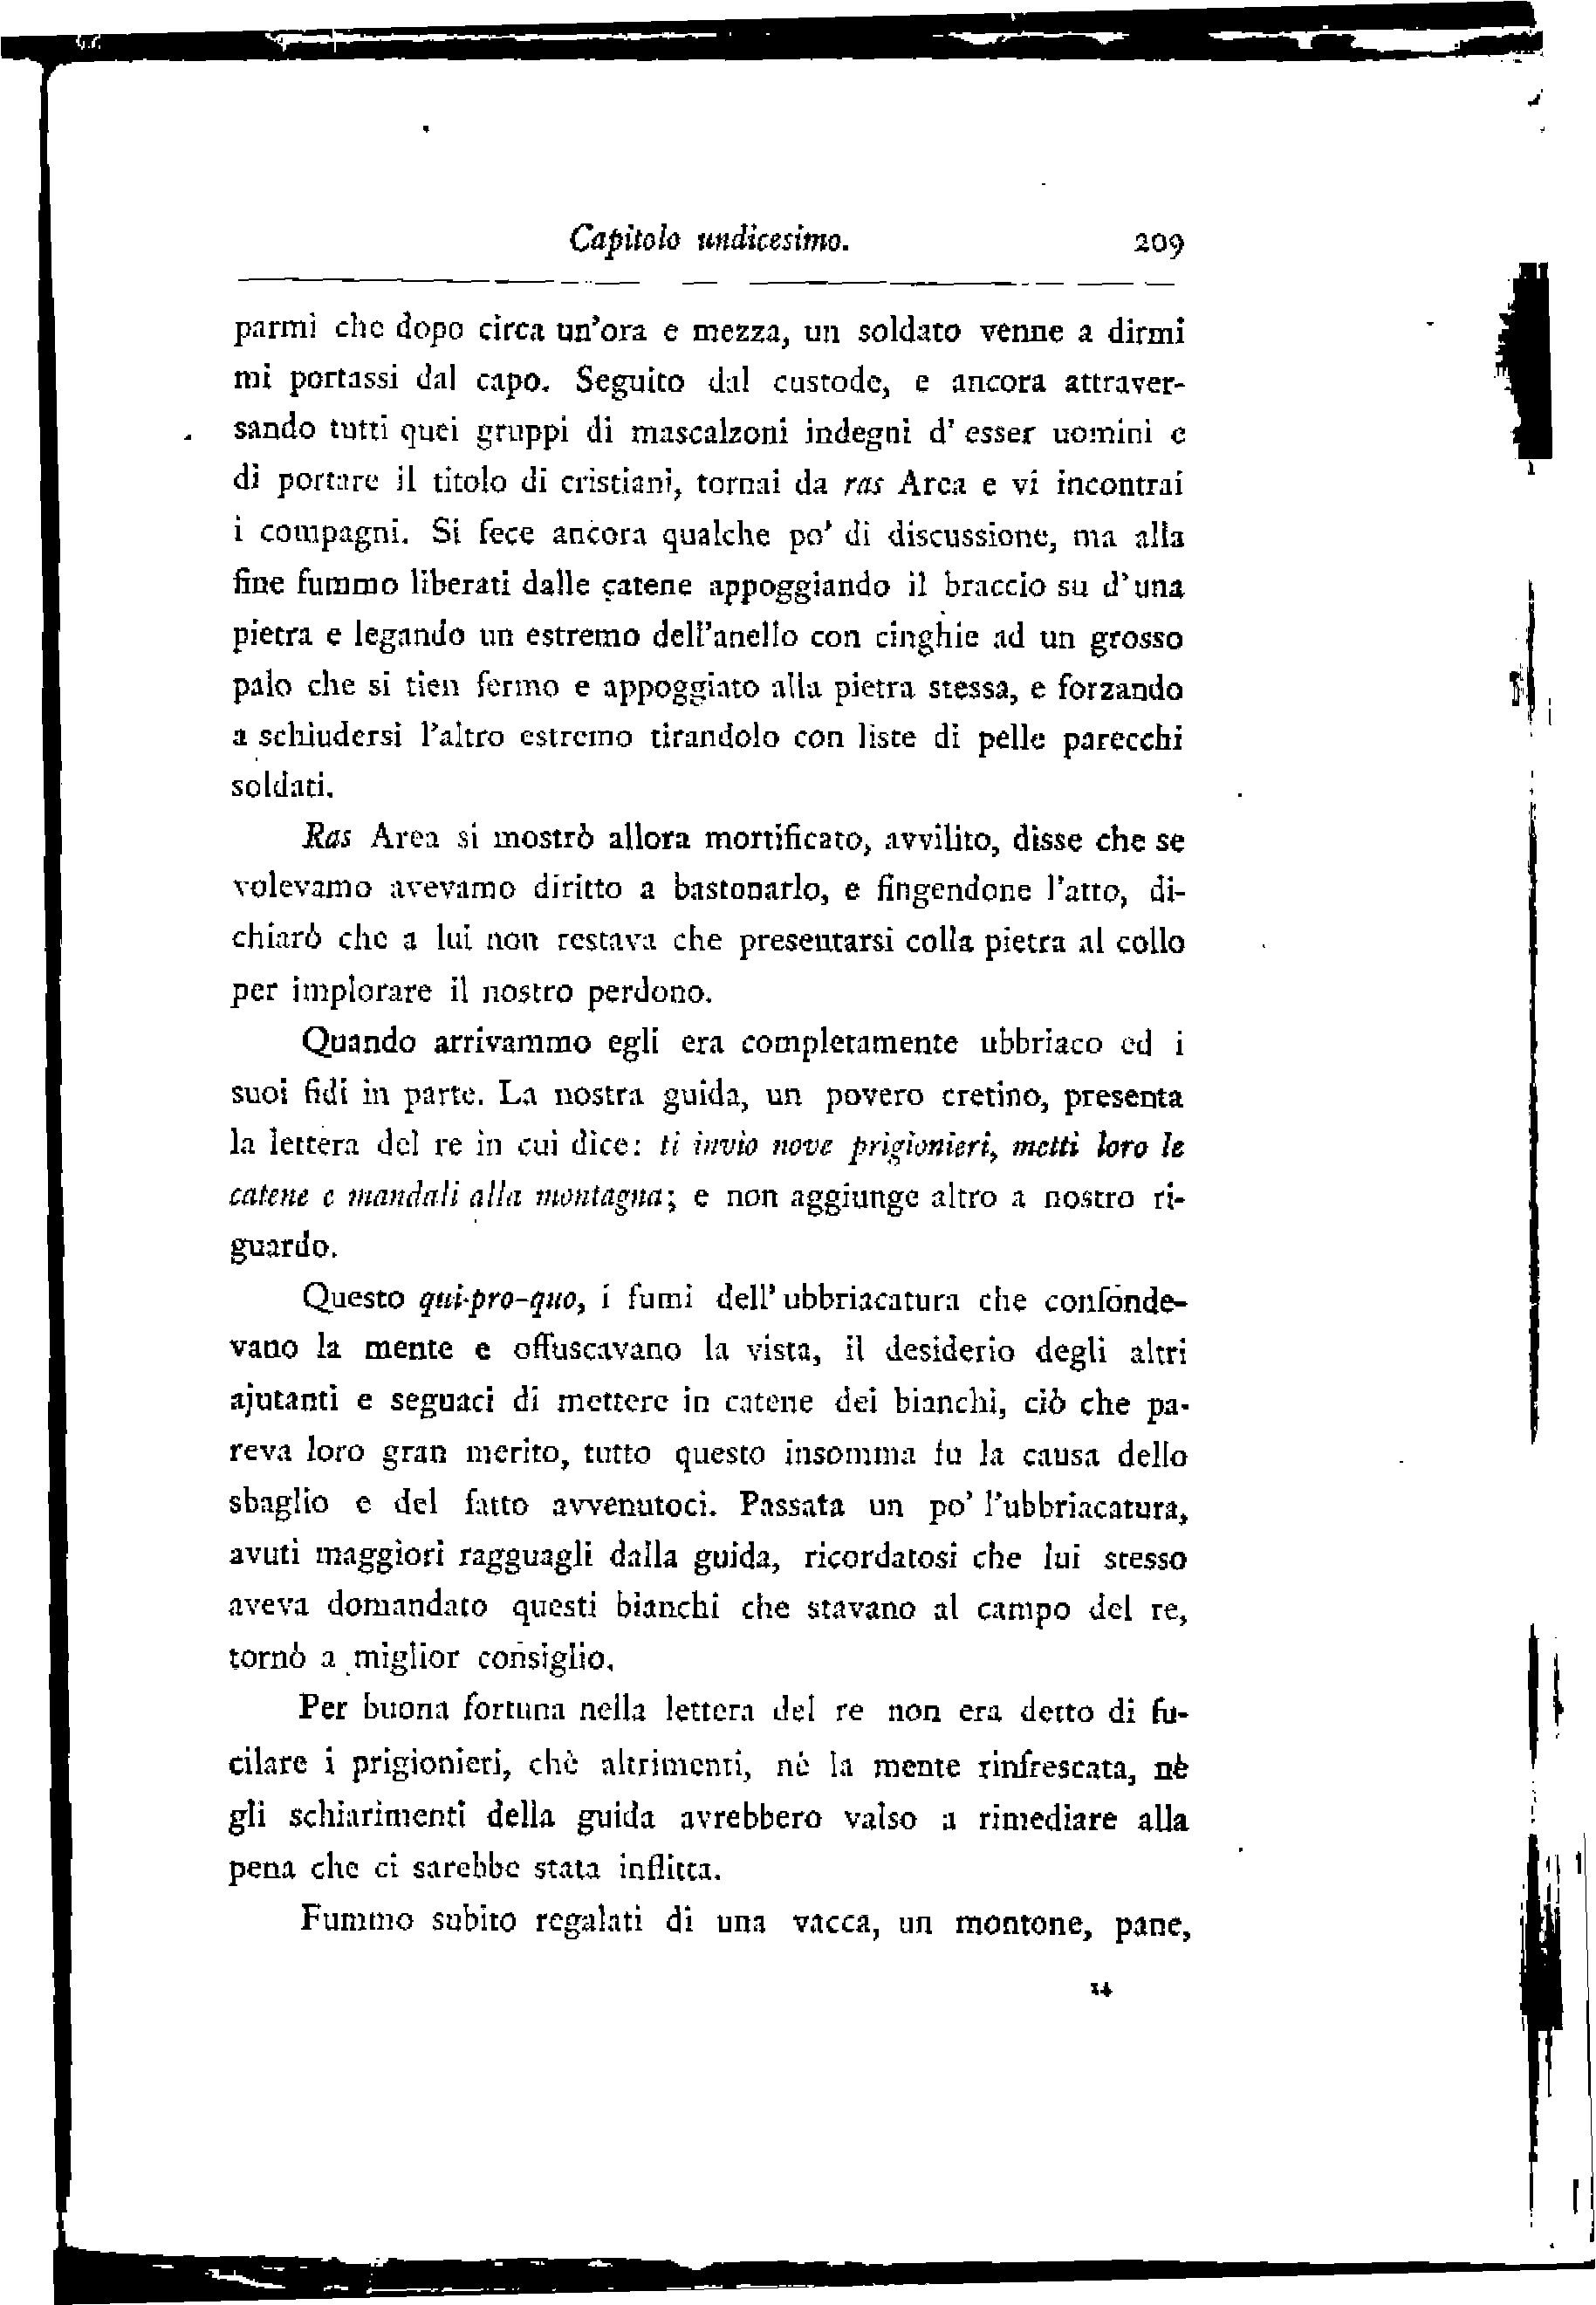 Capitolo undicesimo. 209
parmi che dopo circa un'ora e mezza, un soldato venne a dirmi
mi portassi dal capo. Seguito dal custode, e ancora attraver-
sando tutti quei gruppi di mascalzoni indegni d' esser uomini e
di portare il titolo di cristiani, tornai da ras Area e vi incontrai
i compagni. Si fece ancora qualche po' di discussione, ma alla
fine fummo liberati dalle catene appoggiando il braccio su d'una
pietra e legando un estremo dell'anello con cinghie ad un grosso
palo che si tien fermo e appoggiato alla pietra stessa, e forzando
a schiudersi l'altro estremo tirandolo con liste di pelle parecchi
soldati.
Ras Area si mostrò allora mortificato, avvilito, disse che se
volevamo avevamo diritto a bastonarlo, e fingendone l'atto, di-
chiarò che a lui non restava che presentarsi colla pietra al collo
per implorare il nostro perdono.
Quando arrivammo egli era completamente ubbriaco ed i
suoi fidi in parte. La nostra guida, un povero cretino, presenta
la lettera del re in cui dice: ti invio nove prigionieri, metti loro le
catene e mandali alla montagna; e non aggiunge altro a nostro ri-
guardo.
Questo qui-pro-quo, i fumi dell' ubbriacatura che confonde-
vano la mente e offuscavano la vista, il desiderio degli altri
ajutanti e seguaci di mettere in catene dei bianchi, ciò che pa-
reva loro gran merito, tutto questo insomma fu la causa dello
sbaglio e del fatto avvenutoci. Passata un po' l'ubbriacatura,
avuti maggiori ragguagli dalla guida, ricordatosi che lui stesso
aveva domandato questi bianchi che stavano al campo del re,
tornò a miglior consiglio.
Per buona fortuna nella lettera del re non era detto di fu-
cilare i prigionieri, chè altrimenti, nè la mente rinfrescata, nè
gli schiarimenti della guida avrebbero valso a rimediare alla
pena che ci sarebbe stata inflitta.
Fummo subito regalati di una vacca, un montone, pane,
14